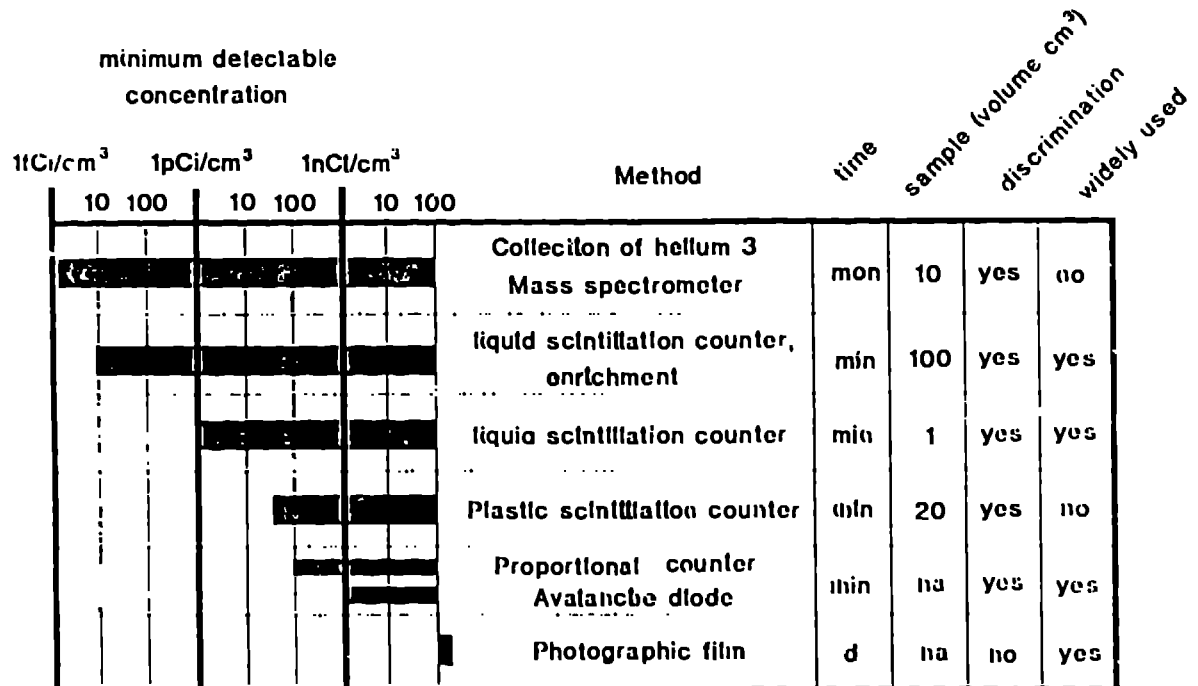 minimum detectable
concentration
1fCi/cm³ 1pCi/cm³ 1nCi/cm³ Method time sample (volume cm³) discrimination widely used
10 100 10 100 10 100
Collection of helium 3
Mass spectrometer mon 10 yes no
liquid scintillation counter,
enrichment min 100 yes yes
liquid scintillation counter min 1 yes yes
Plastic scintillation counter min 20 yes no
Proportional counter
Avalanche diode min na yes yes
Photographic film d na no yes